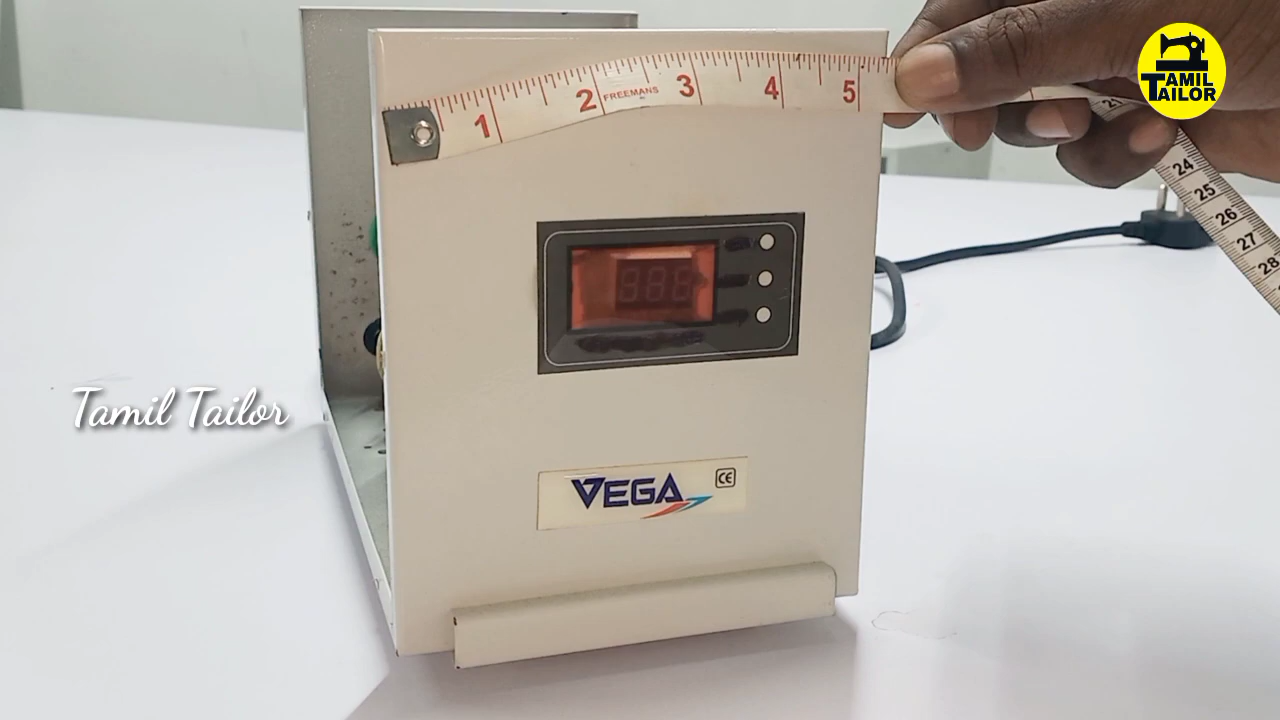 1 2 FREEMANS 3 4 5
TAMIL
TAILOR
24
25
26
27
28
888
Tamil Tailor
VEGA CE